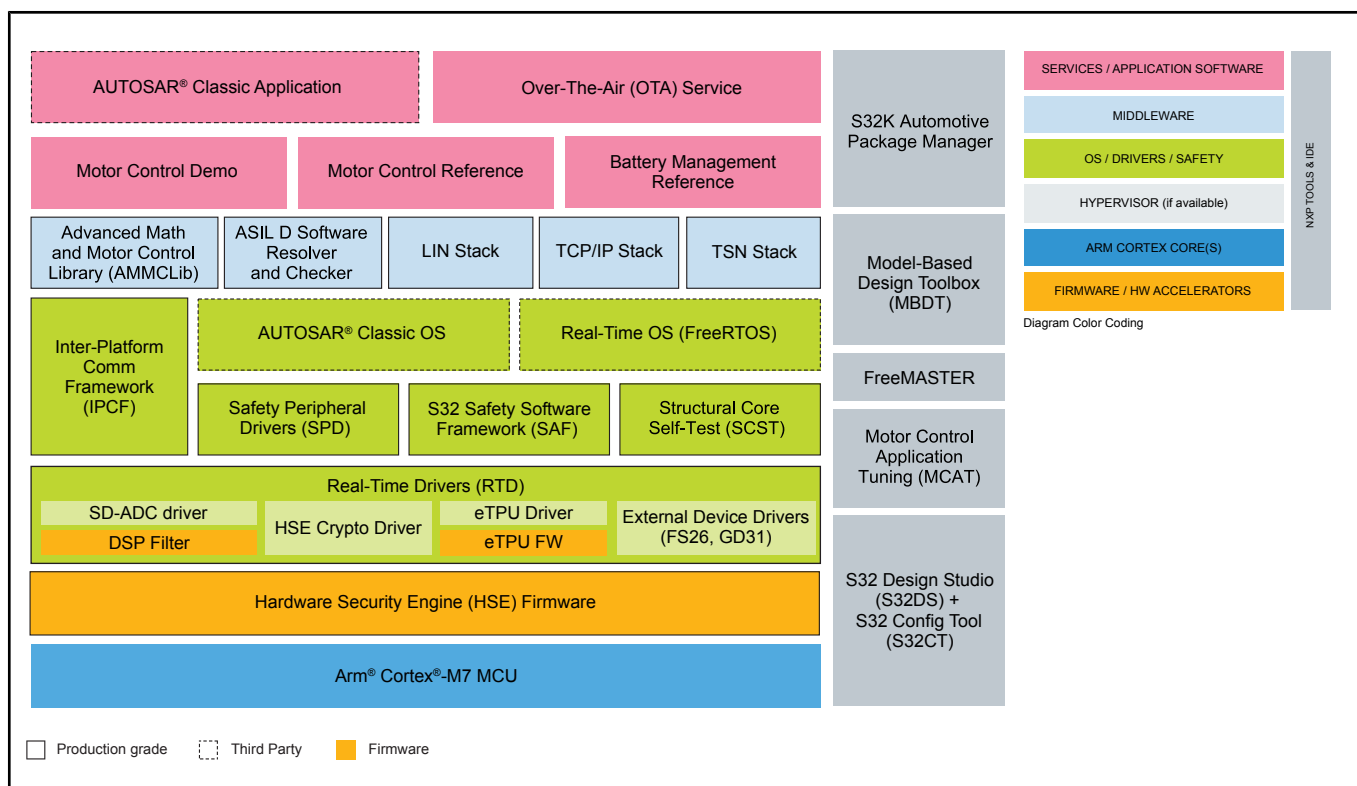 AUTOSAR® Classic Application
Over-The-Air (OTA) Service
Motor Control Demo
Motor Control Reference
Battery Management
Reference
Advanced Math
and Motor Control
Library (AMMCLib)
ASIL D Software
Resolver
and Checker
LIN Stack
TCP/IP Stack
TSN Stack
Inter-Platform
Comm
Framework
(IPCF)
AUTOSAR® Classic OS
Real-Time OS (FreeRTOS)
Safety Peripheral
Drivers (SPD)
S32 Safety Software
Framework (SAF)
Structural Core
Self-Test (SCST)
Real-Time Drivers (RTD)
SD-ADC driver
DSP Filter
HSE Crypto Driver
eTPU Driver
eTPU FW
External Device Drivers
(FS26, GD31)
Hardware Security Engine (HSE) Firmware
Arm® Cortex®-M7 MCU
S32K Automotive
Package Manager
Model-Based
Design Toolbox
(MBDT)
FreeMASTER
Motor Control
Application
Tuning (MCAT)
S32 Design Studio
(S32DS) +
S32 Config Tool
(S32CT)
SERVICES / APPLICATION SOFTWARE
MIDDLEWARE
OS / DRIVERS / SAFETY
HYPERVISOR (if available)
ARM CORTEX CORE(S)
FIRMWARE / HW ACCELERATORS
NXP TOOLS & IDE
Diagram Color Coding
Production grade
Third Party
Firmware